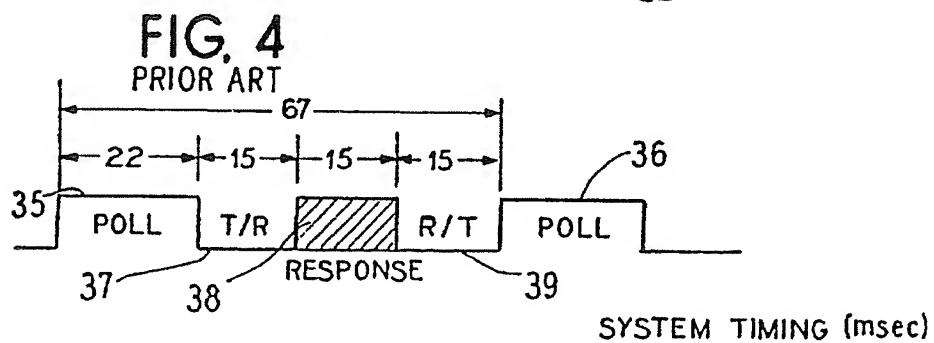 FIG. 4
PRIOR ART
67
22 15 15 15
35 36
POLL T/R R/T POLL
37 38 RESPONSE 39
SYSTEM TIMING (msec)